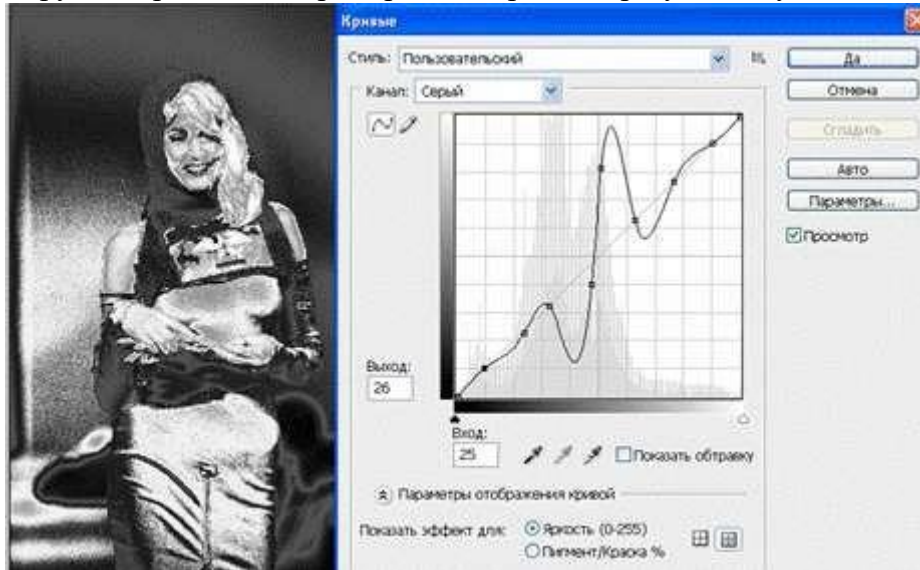 Кривые
Стиль: Пользовательский
Да
Канал: Серый
Отмена
Сгладить
Авто
Параметры...
Просмотр
Выход:
26
Вход:
25
Показать обтравку
Параметры отображения кривой
Показать эффект для:
Яркость (0-255)
Пигмент/Краска %